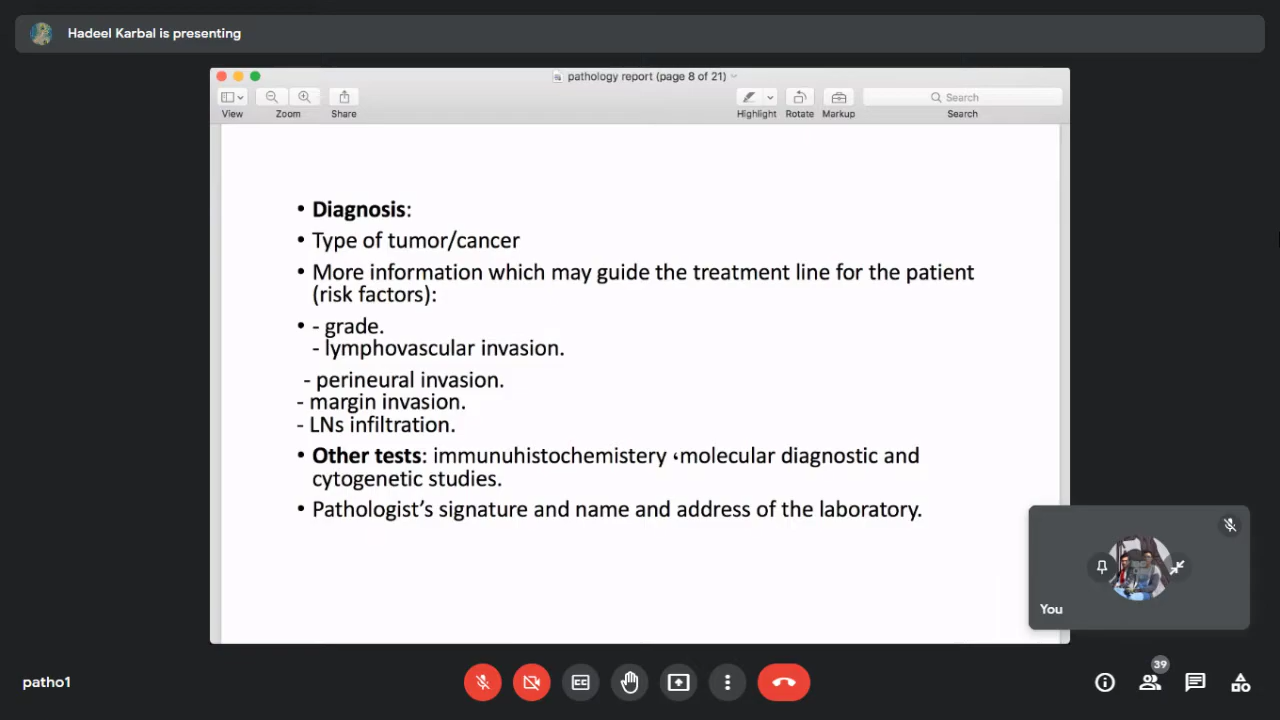 Hadeel Karbal is presenting
pathology report (page 8 of 21)
View
Zoom
Share
Highlight
Rotate
Markup
Search
Search
• Diagnosis:
• Type of tumor/cancer
• More information which may guide the treatment line for the patient
(risk factors):
• - grade.
- lymphovascular invasion.
- perineural invasion.
- margin invasion.
- LNs infiltration.
• Other tests: immunuhistochemistery ،molecular diagnostic and
cytogenetic studies.
• Pathologist’s signature and name and address of the laboratory.
You
patho1
CC
39